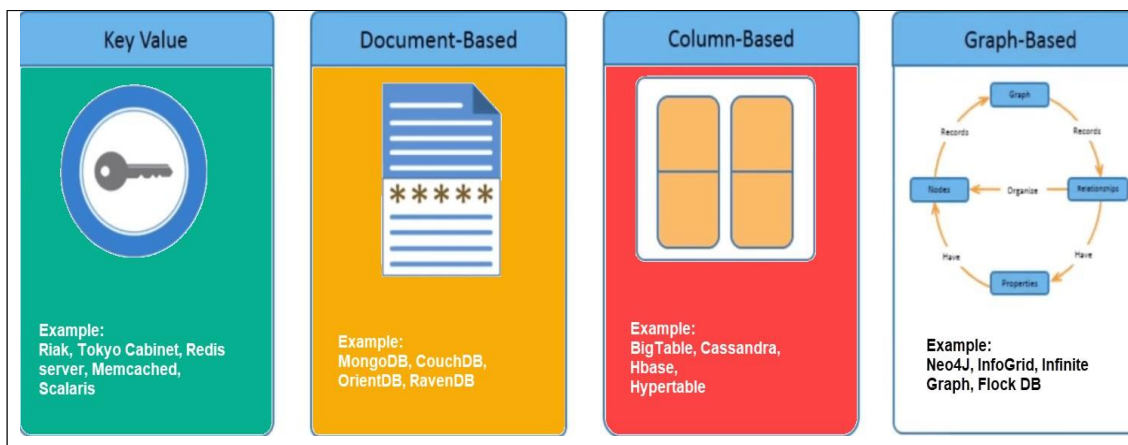 Key Value
Example:
Riak, Tokyo Cabinet, Redis
server, Memcached,
Scalaris
Document-Based
*****
Example:
MongoDB, CouchDB,
OrientDB, RavenDB
Column-Based
Example:
BigTable, Cassandra,
Hbase,
Hypertable
Graph-Based
Graph
Records
Records
Nodes
Organize
Relationships
Have
Have
Properties
Example:
Neo4J, InfoGrid, Infinite
Graph, Flock DB